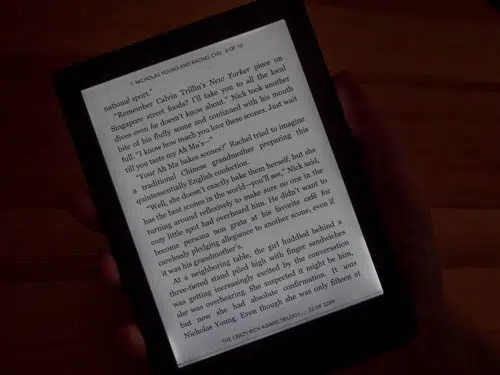 1. NICHOLAS YOUNG AND RACHEL CHU · 3 OF 10
national sport."
"Remember Calvin Trillin's New Yorker piece on
Singapore street foods? I'll take you to all the local
dives even he doesn't know about." Nick took another
bite of his fluffy scone and continued with his mouth
full. "I know how much you love these scones. Just wait
till you taste my Ah Ma's—"
"Your Ah Ma bakes scones?" Rachel tried to imagine
a traditional Chinese grandmother preparing this
quintessentially English confection.
"Well, she doesn't exactly bake them herself, but she
has the best scones in the world—you'll see," Nick said,
turning around reflexively to make sure no one in the
cozy little spot had overheard him. He didn't want to
become persona non grata at his favorite café for
carelessly pledging allegiance to another scone, even if
it was his grandmother's.
At a neighboring table, the girl huddled behind a
three-tiered stand piled high with finger sandwiches
was getting increasingly excited by the conversation
she was overhearing. She suspected it might be him,
but now she had absolute confirmation. It was
Nicholas Young. Even though she was only fifteen at
THE CRAZY RICH ASIANS TRILOGY... · 22 OF